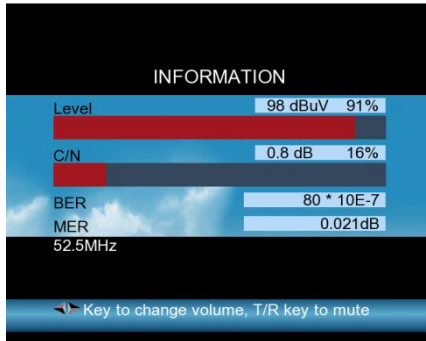 INFORMATION
Level 98 dBuV 91%
C/N 0.8 dB 16%
BER 80 * 10E-7
MER 0.021dB
52.5MHz
Key to change volume, T/R key to mute